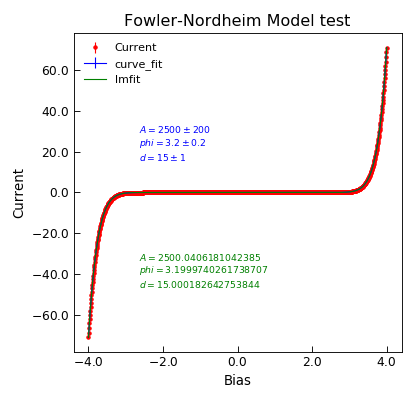 Fowler-Nordheim Model test
Current
curve_fit
lmfit
A = 2500 ± 200
phi = 3.2 ± 0.2
d = 15 ± 1
A = 2500.0406181042385
phi = 3.1999740261738707
d = 15.000182642753844
60.0
40.0
20.0
0.0
−20.0
−40.0
−60.0
Current
−4.0 −2.0 0.0 2.0 4.0
Bias